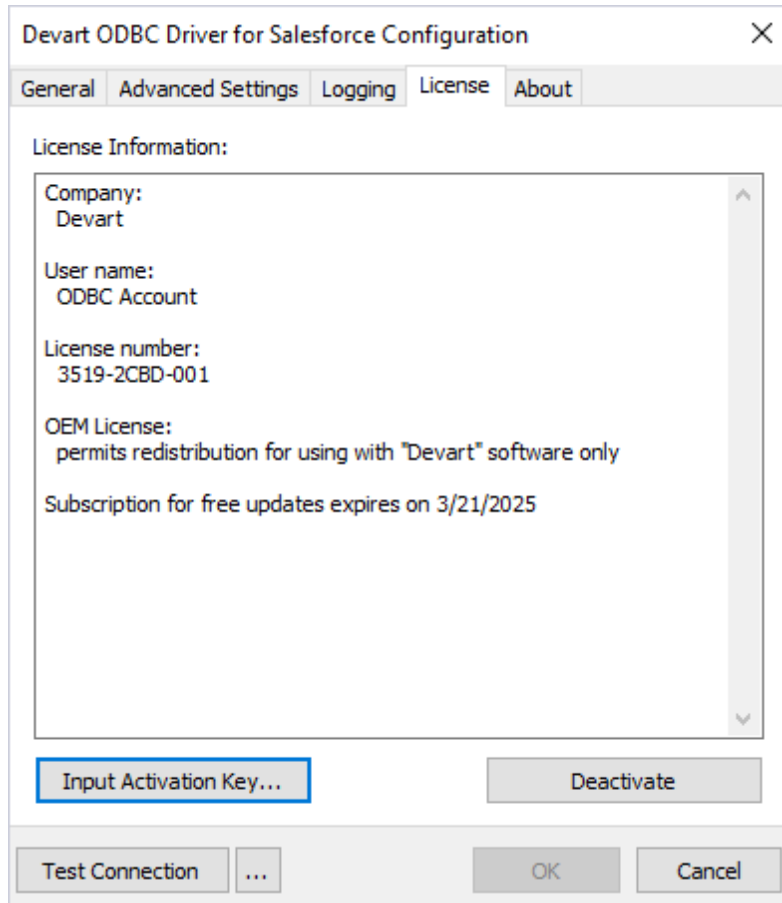 Devart ODBC Driver for Salesforce Configuration
General Advanced Settings Logging License About
License Information:
Company:
Devart
User name:
ODBC Account
License number:
3519-2CBD-001
OEM License:
permits redistribution for using with "Devart" software only
Subscription for free updates expires on 3/21/2025
Input Activation Key... Deactivate
Test Connection ... OK Cancel